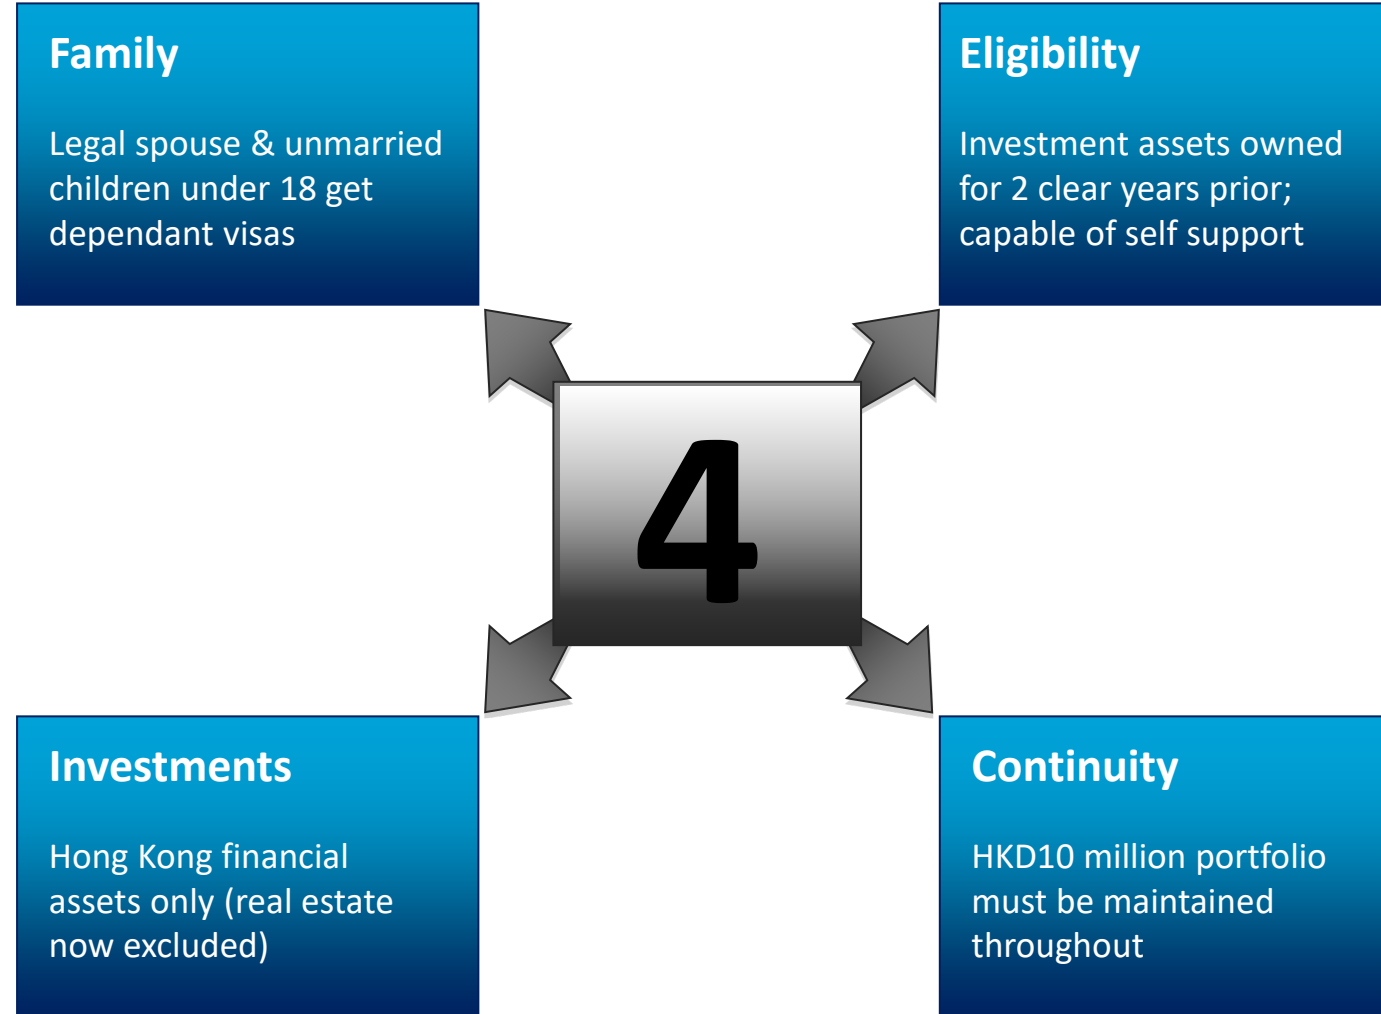 Family
Legal spouse & unmarried
children under 18 get
dependant visas
Eligibility
Investment assets owned
for 2 clear years prior;
capable of self support
4
Investments
Hong Kong financial
assets only (real estate
now excluded)
Continuity
HKD10 million portfolio
must be maintained
throughout